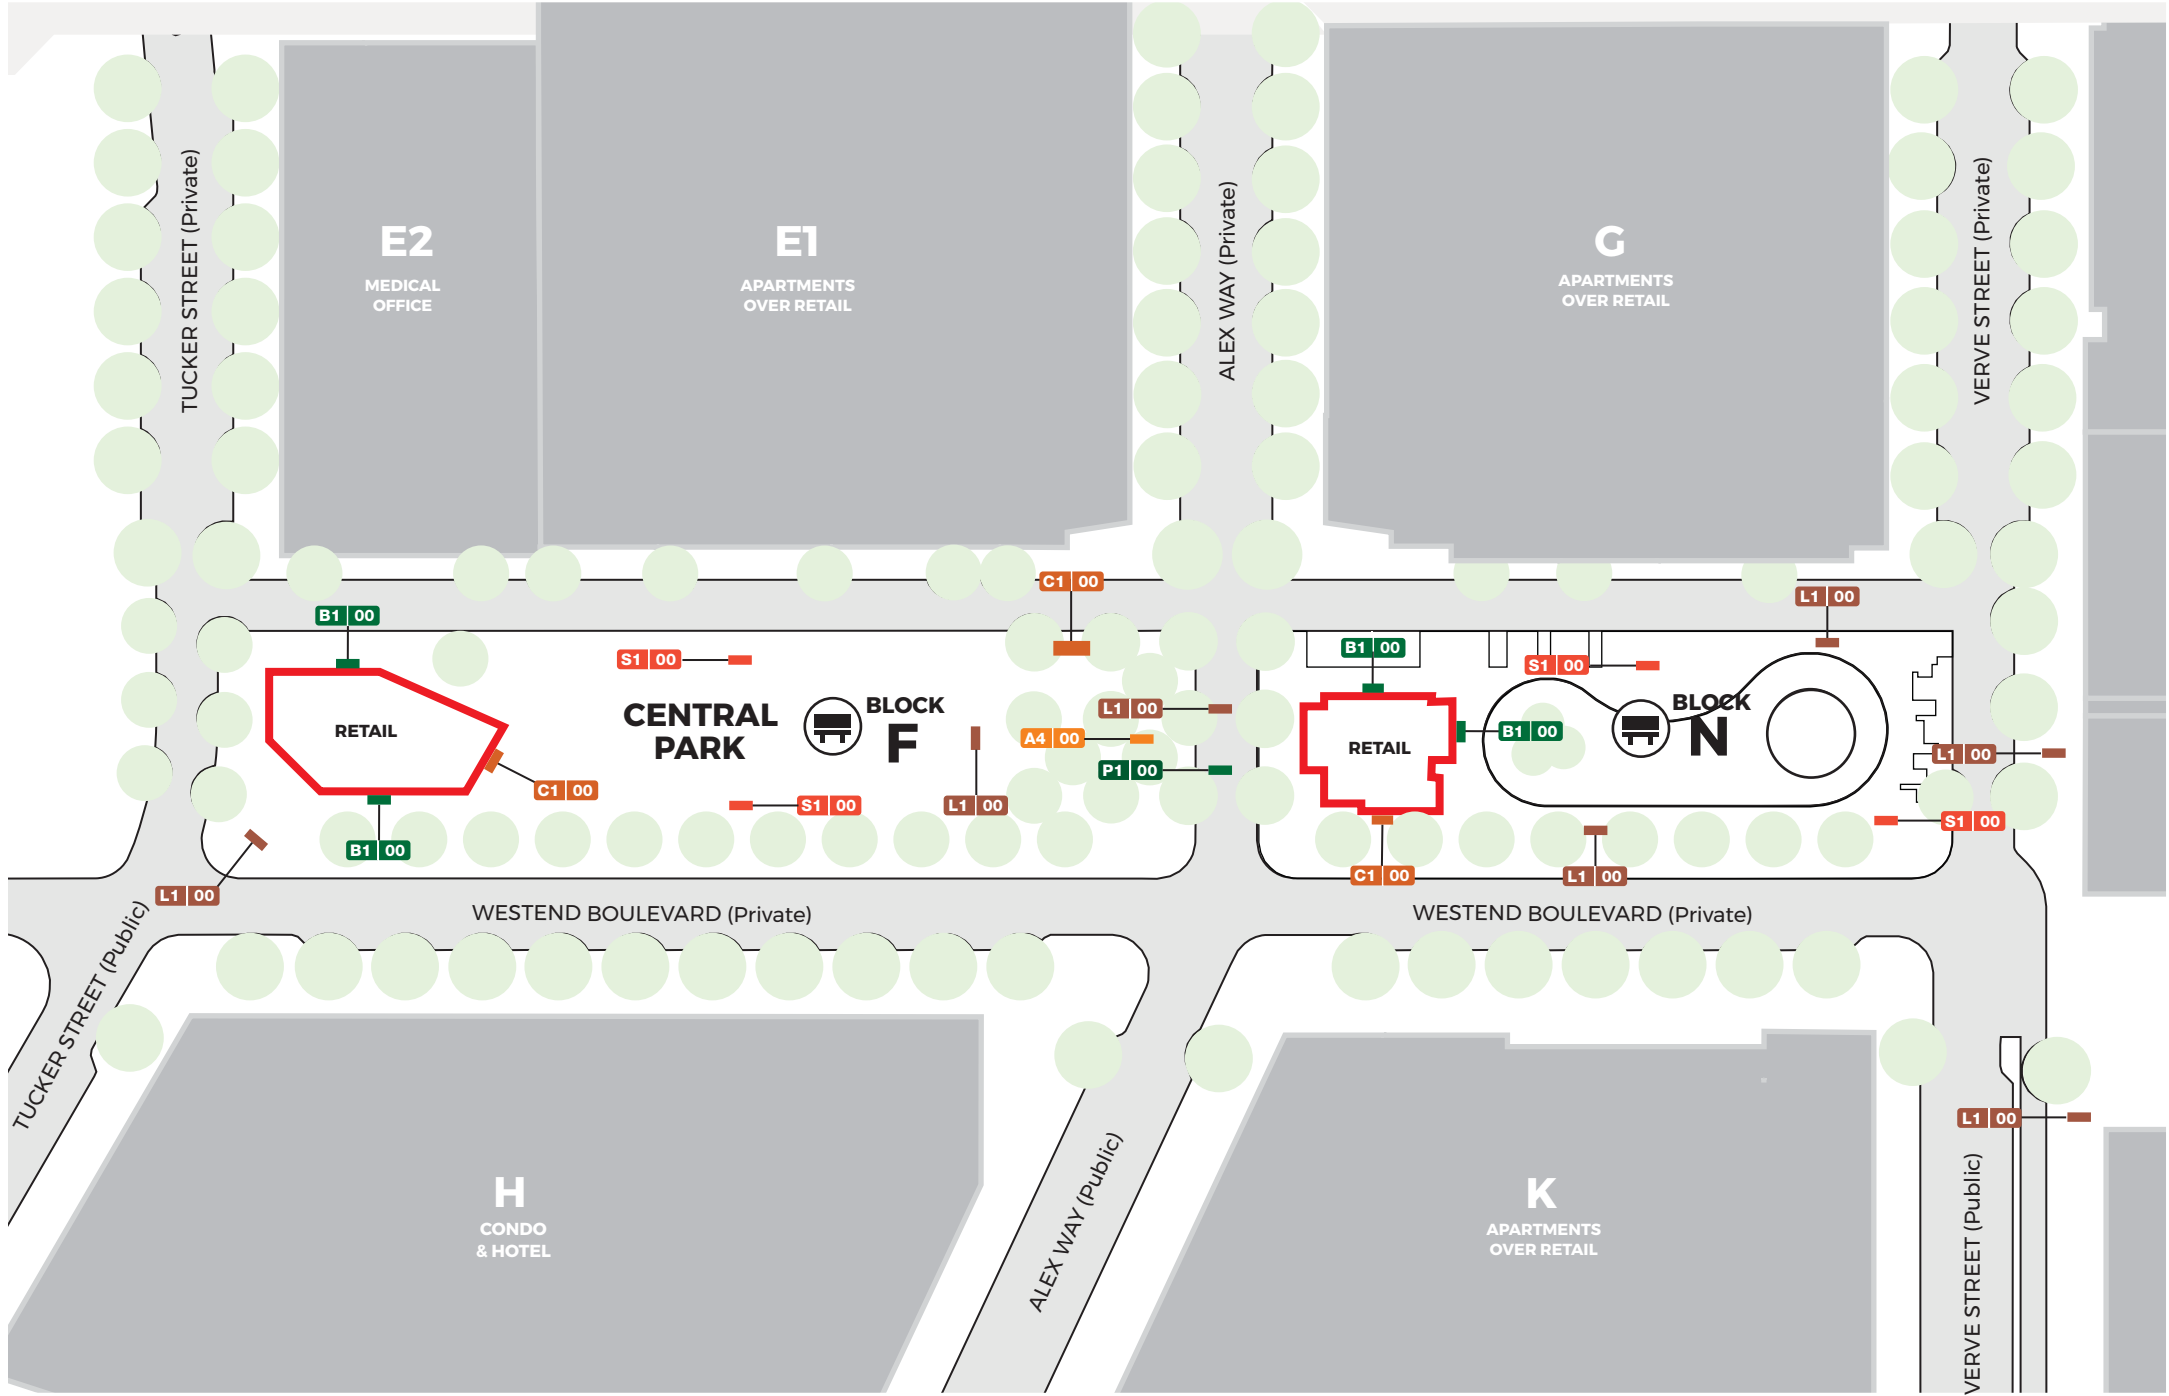 TUCKER STREET (Private)
E2
MEDICAL
OFFICE
E1
APARTMENTS
OVER RETAIL
ALEX WAY (Private)
G
APARTMENTS
OVER RETAIL
VERVE STREET (Private)
C1 00
L1 00
B1 00
S1 00
B1 00
S1 00
RETAIL
CENTRAL
PARK
BLOCK
F
L1 00
A4 00
P1 00
RETAIL
B1 00
BLOCK
N
L1 00
C1 00
S1 00
L1 00
S1 00
B1 00
C1 00
L1 00
L1 00
WESTEND BOULEVARD (Private)
WESTEND BOULEVARD (Private)
TUCKER STREET (Public)
L1 00
H
CONDO
& HOTEL
ALEX WAY (Public)
K
APARTMENTS
OVER RETAIL
VERVE STREET (Public)